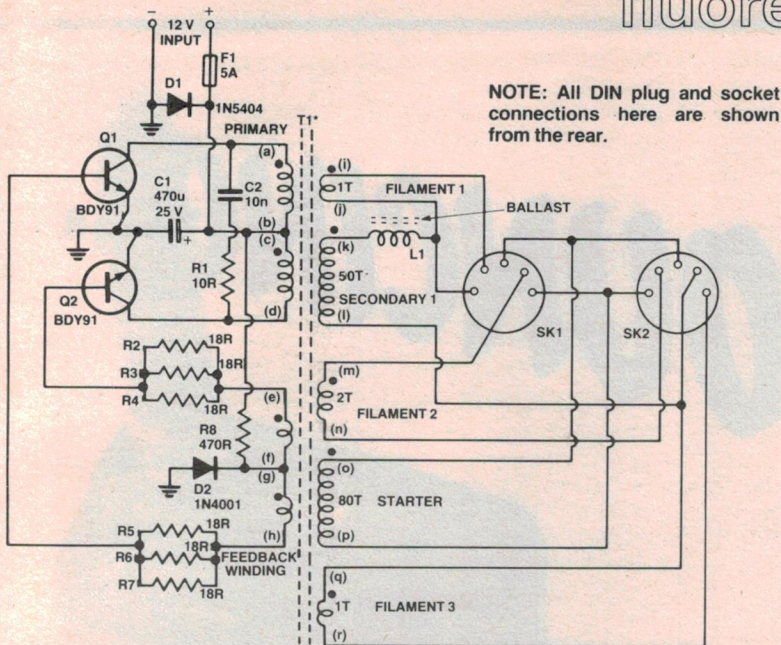 fluore
12 V
INPUT
F1
5A
D1
1N5404
NOTE: All DIN plug and socket
connections here are shown
from the rear.
T1*
PRIMARY
Q1
BDY91
C1
470u
25 V
+
C2
10n
(a)
(b)
(c)
(d)
R1
10R
Q2
BDY91
R2
18R
R3
18R
R4
18R
R8
470R
D2
1N4001
(e)
(f)
(g)
(h)
R5
18R
R6
18R
R7
18R
FEEDBACK
WINDING
(i)
1T
FILAMENT 1
(j)
BALLAST
L1
(k)
50T
SECONDARY 1
(l)
SK1
SK2
(m)
2T
FILAMENT 2
(n)
(o)
80T
STARTER
(p)
(q)
1T
FILAMENT 3
(r)